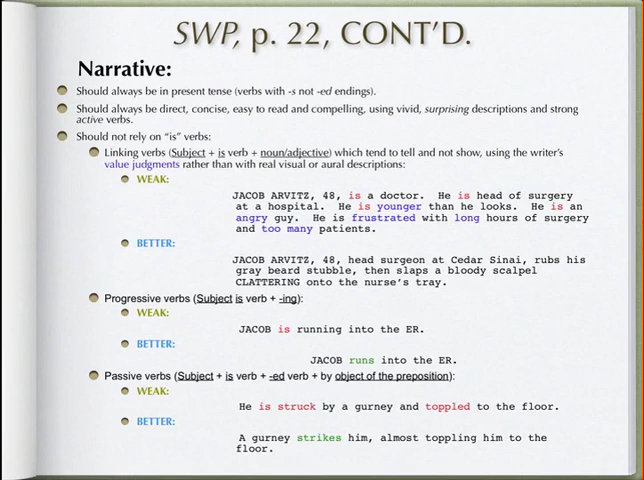 SWP, p. 22, CONT'D.
Narrative:
Should always be in present tense (verbs with -s not -ed endings).
Should always be direct, concise, easy to read and compelling, using vivid, surprising descriptions and strong
active verbs.
Should not rely on "is" verbs:
Linking verbs (Subject + is verb + noun/adjective) which tend to tell and not show, using the writer's
value judgments rather than with real visual or aural descriptions:
WEAK:
JACOB ARVITZ, 48, is a doctor. He is head of surgery
at a hospital. He is younger than he looks. He is an
angry guy. He is frustrated with long hours of surgery
and too many patients.
BETTER:
JACOB ARVITZ, 48, head surgeon at Cedar Sinai, rubs his
gray beard stubble, then slaps a bloody scalpel
CLATTERING onto the nurse's tray.
Progressive verbs (Subject is verb + -ing):
WEAK:
JACOB is running into the ER.
BETTER:
JACOB runs into the ER.
Passive verbs (Subject + is verb + -ed verb + by object of the preposition):
WEAK:
He is struck by a gurney and toppled to the floor.
BETTER:
A gurney strikes him, almost toppling him to the
floor.